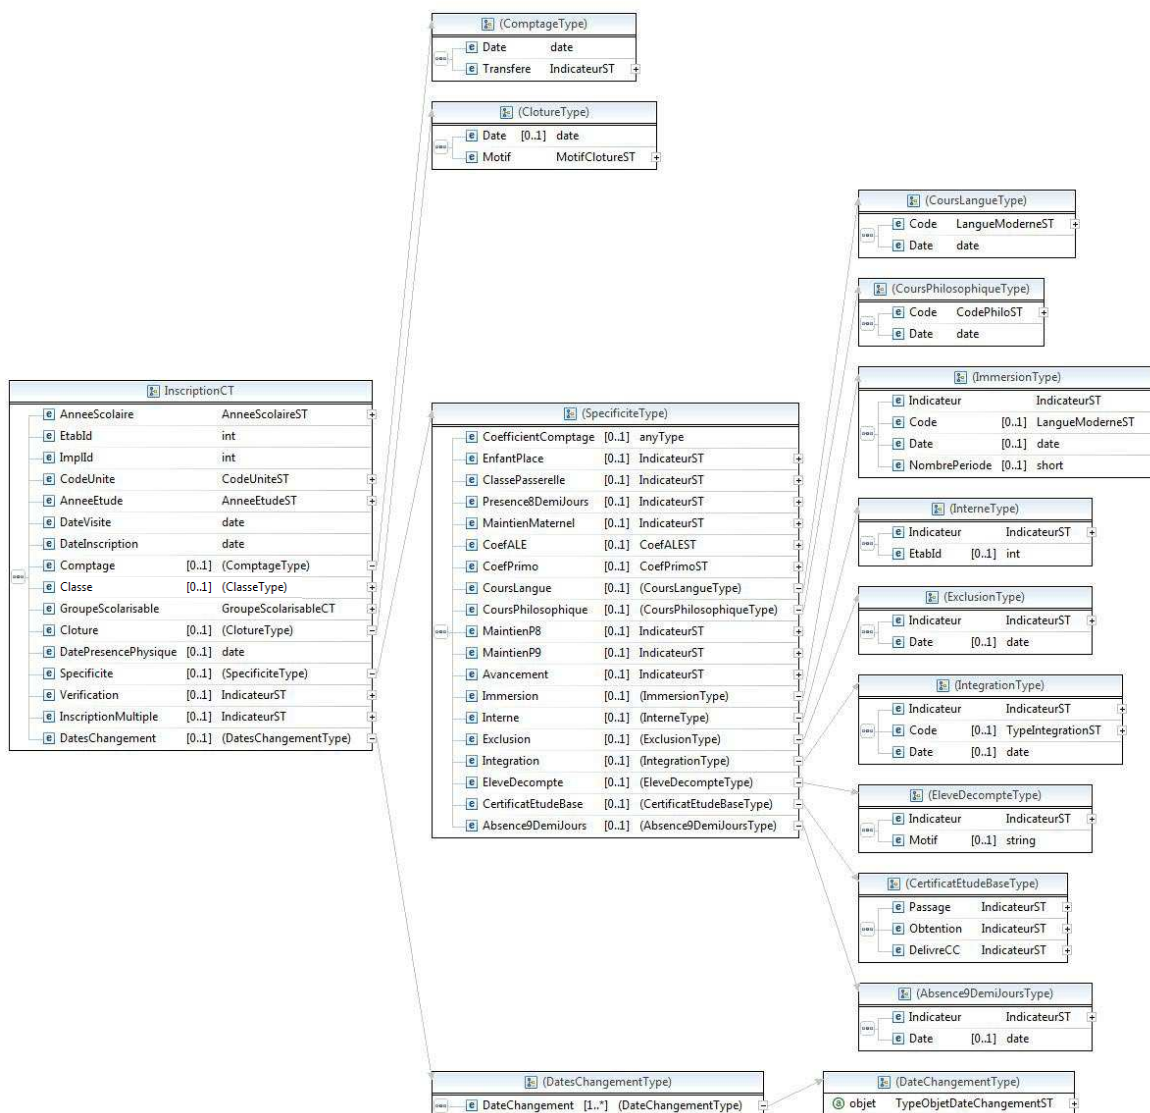 (ComptageType)
e Date date
e Transfere IndicateurST
(ClotureType)
e Date [0..1] date
e Motif MotifClotureST
(CoursLangueType)
e Code LangueModerneST
e Date date
(CoursPhilosophiqueType)
e Code CodePhiloST
e Date date
(ImmersionType)
e Indicateur IndicateurST
e Code [0..1] LangueModerneST
e Date [0..1] date
e NombrePeriode [0..1] short
InscriptionCT
e AnneeScolaire AnneeScolaireST
e EtabId int
e ImplId int
e CodeUnite CodeUniteST
e AnneeEtude AnneeEtudeST
e DateVisite date
e DateInscription date
e Comptage [0..1] (ComptageType)
e Classe [0..1] (ClasseType)
e GroupeScolarisable GroupeScolarisableCT
e Cloture [0..1] (ClotureType)
e DatePresencePhysique [0..1] date
e Specificite [0..1] (SpecificiteType)
e Verification [0..1] IndicateurST
e InscriptionMultiple [0..1] IndicateurST
e DatesChangement [0..1] (DatesChangementType)
(SpecificiteType)
e CoefficientComptage [0..1] anyType
e EnfantPlace [0..1] IndicateurST
e ClassePasserelle [0..1] IndicateurST
e Presence8DemiJours [0..1] IndicateurST
e MaintienMaternel [0..1] IndicateurST
e CoefALE [0..1] CoefALEST
e CoefPrimo [0..1] CoefPrimoST
e CoursLangue [0..1] (CoursLangueType)
e CoursPhilosophique [0..1] (CoursPhilosophiqueType)
e MaintienP8 [0..1] IndicateurST
e MaintienP9 [0..1] IndicateurST
e Avancement [0..1] IndicateurST
e Immersion [0..1] (ImmersionType)
e Interne [0..1] (InterneType)
e Exclusion [0..1] (ExclusionType)
e Integration [0..1] (IntegrationType)
e EleveDecompte [0..1] (EleveDecompteType)
e CertificatEtudeBase [0..1] (CertificatEtudeBaseType)
e Absence9DemiJours [0..1] (Absence9DemiJoursType)
(InterneType)
e Indicateur IndicateurST
e EtabId [0..1] int
(ExclusionType)
e Indicateur IndicateurST
e Date [0..1] date
(IntegrationType)
e Indicateur IndicateurST
e Code [0..1] TypeIntegrationST
e Date [0..1] date
(EleveDecompteType)
e Indicateur IndicateurST
e Motif [0..1] string
(CertificatEtudeBaseType)
e Passage IndicateurST
e Obtention IndicateurST
e DelivreCC IndicateurST
(Absence9DemiJoursType)
e Indicateur IndicateurST
e Date [0..1] date
(DatesChangementType)
e DateChangement [1..*] (DateChangementType)
(DateChangementType)
a objet TypeObjetDateChangementST